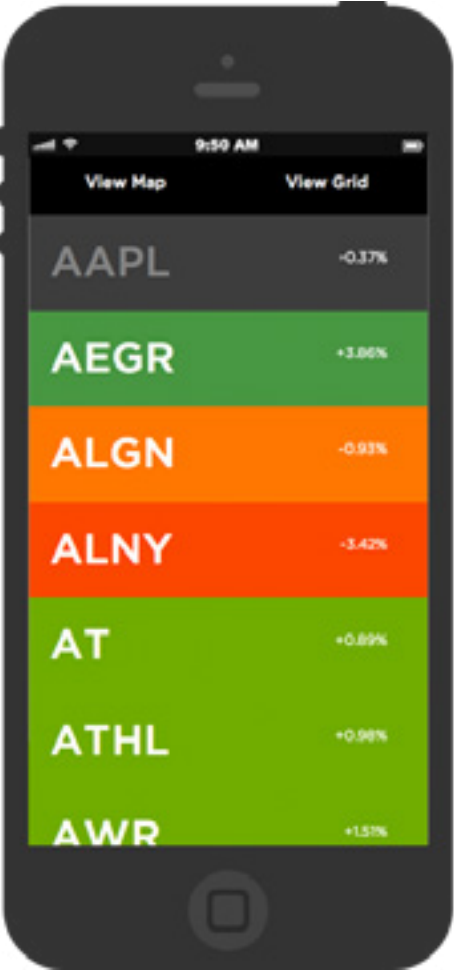 9:50 AM
View Map View Grid
AAPL -0.37%
AEGR +3.86%
ALGN -0.93%
ALNY -3.42%
AT +0.89%
ATHL +0.98%
AWR +1.51%